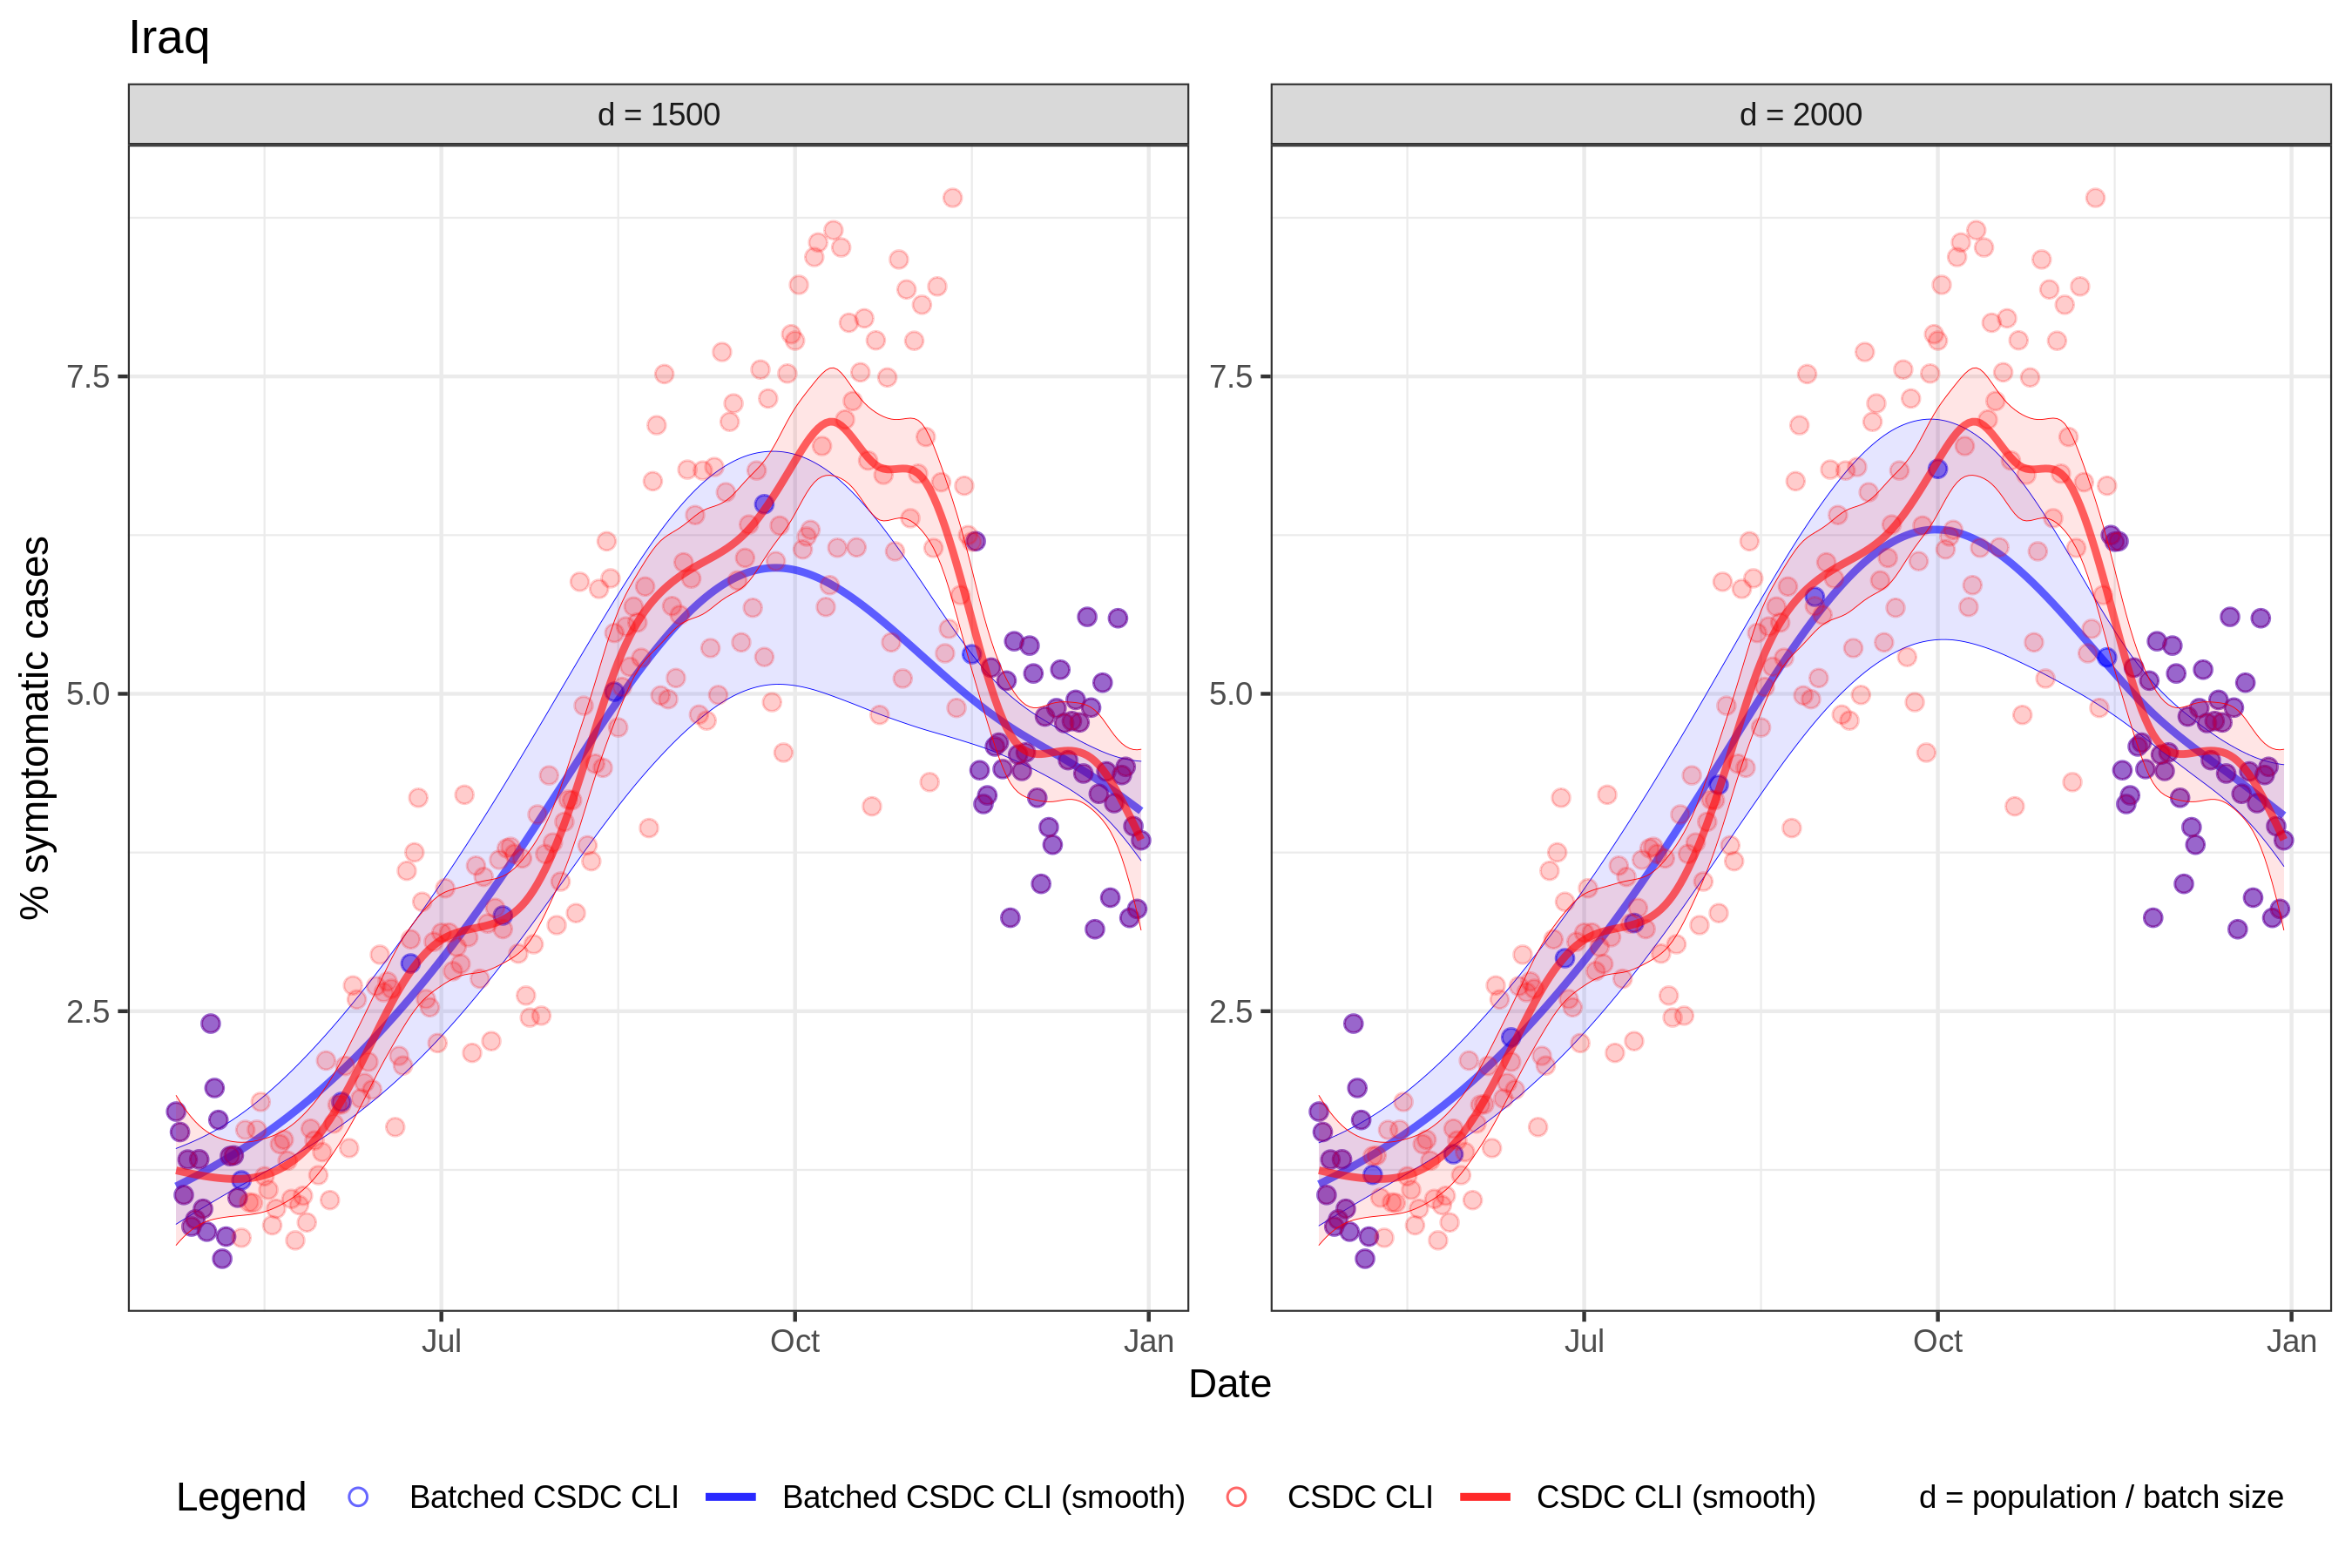 Iraq
d = 1500
d = 2000
% symptomatic cases
7.5
5.0
2.5
7.5
5.0
2.5
Jul
Oct
Jan
Jul
Oct
Jan
Date
Legend
Batched CSDC CLI
Batched CSDC CLI (smooth)
CSDC CLI
CSDC CLI (smooth)
d = population / batch size